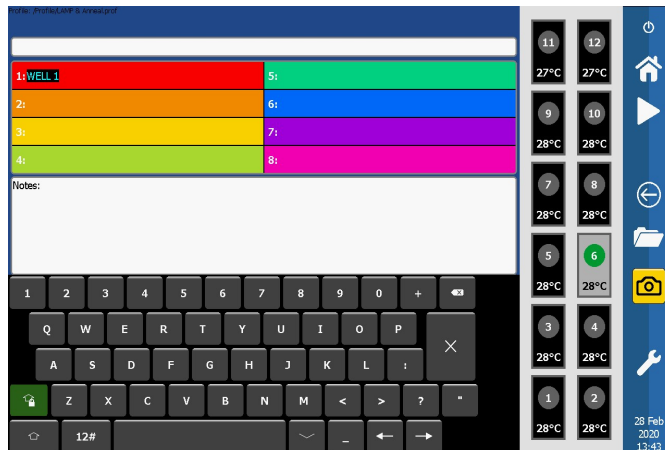 Profile: /Profile/LAMP & Anneal.prof
1: WELL 1
5:
2:
6:
3:
7:
4:
8:
Notes:
1 2 3 4 5 6 7 8 9 0 +
Q W E R T Y U I O P
A S D F G H J K L :
Z X C V B N M < > ? "
12# _
11 12
27°C 27°C
9 10
28°C 28°C
7 8
28°C 28°C
5 6
28°C 28°C
3 4
28°C 28°C
1 2
28°C 28°C
28 Feb
2020
13:43